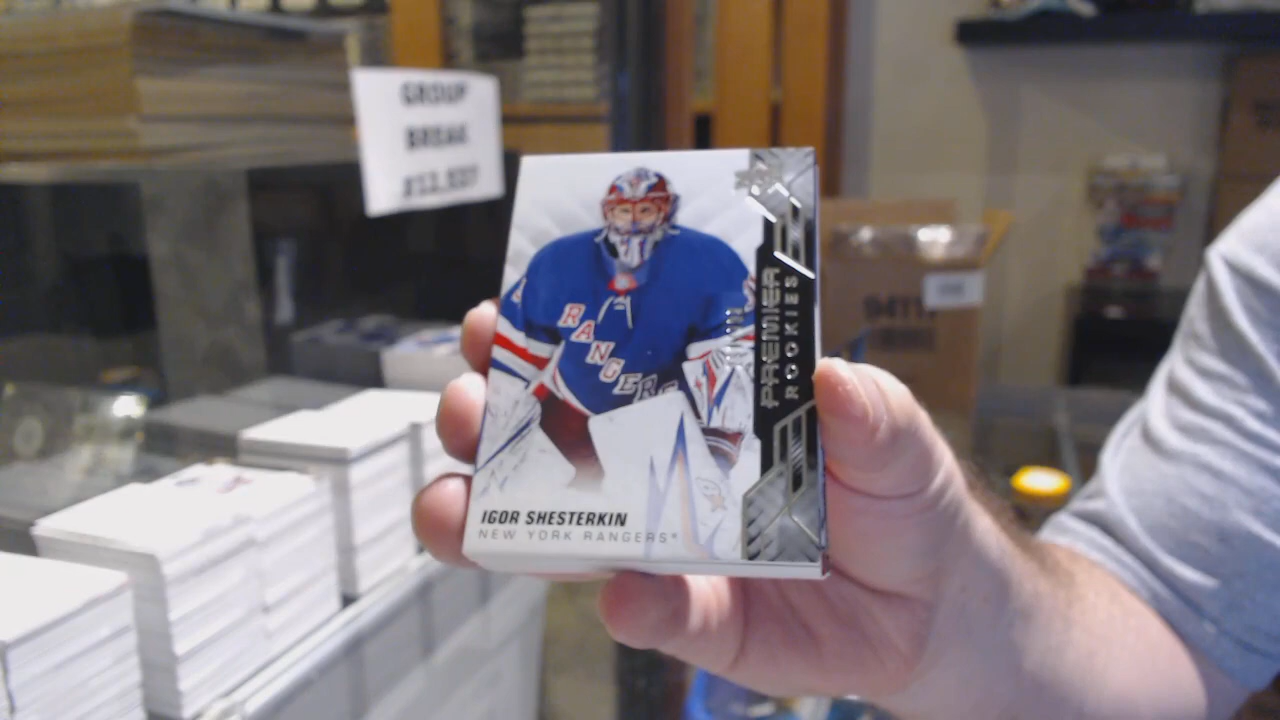 GROUP
BREAK
RANGERS
PREMIER
ROOKIES
IGOR SHESTERKIN
NEW YORK RANGERS